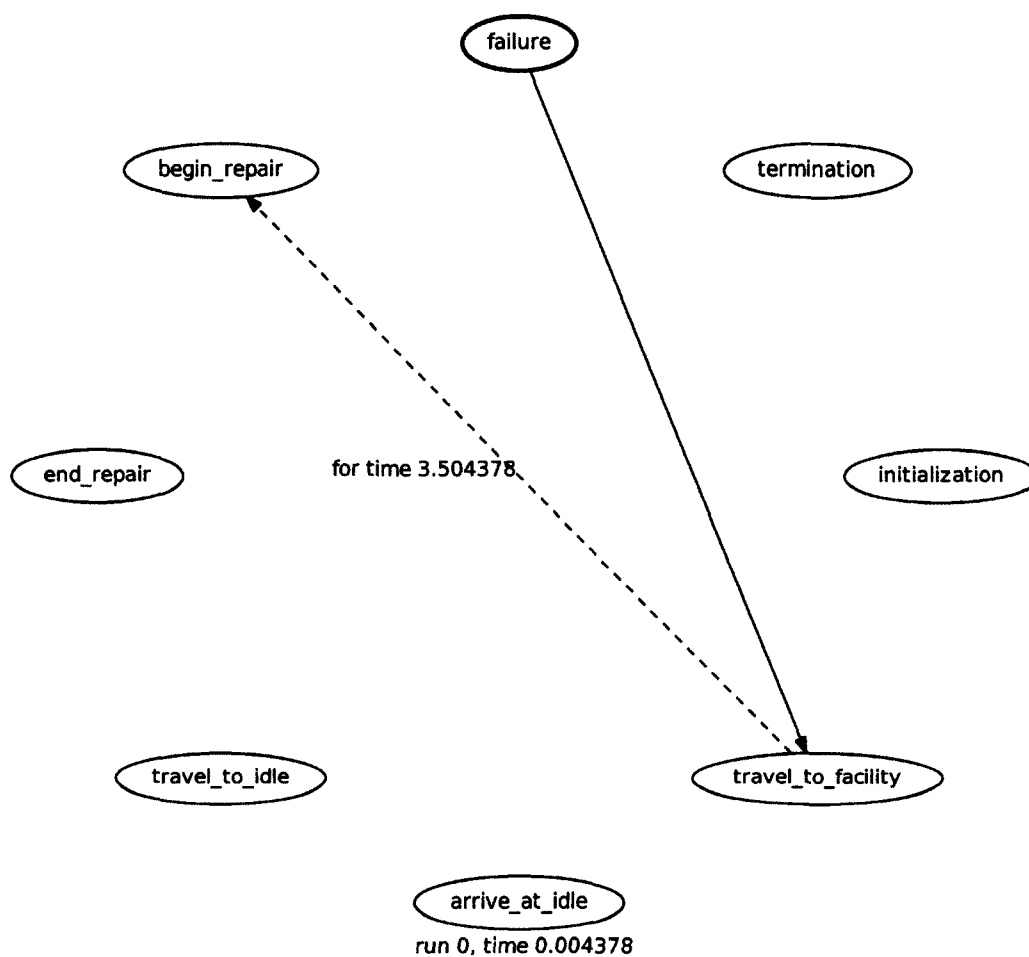 failure
begin_repair
termination
for time 3.504378
end_repair
initialization
travel_to_idle
travel_to_facility
arrive_at_idle
run 0, time 0.004378